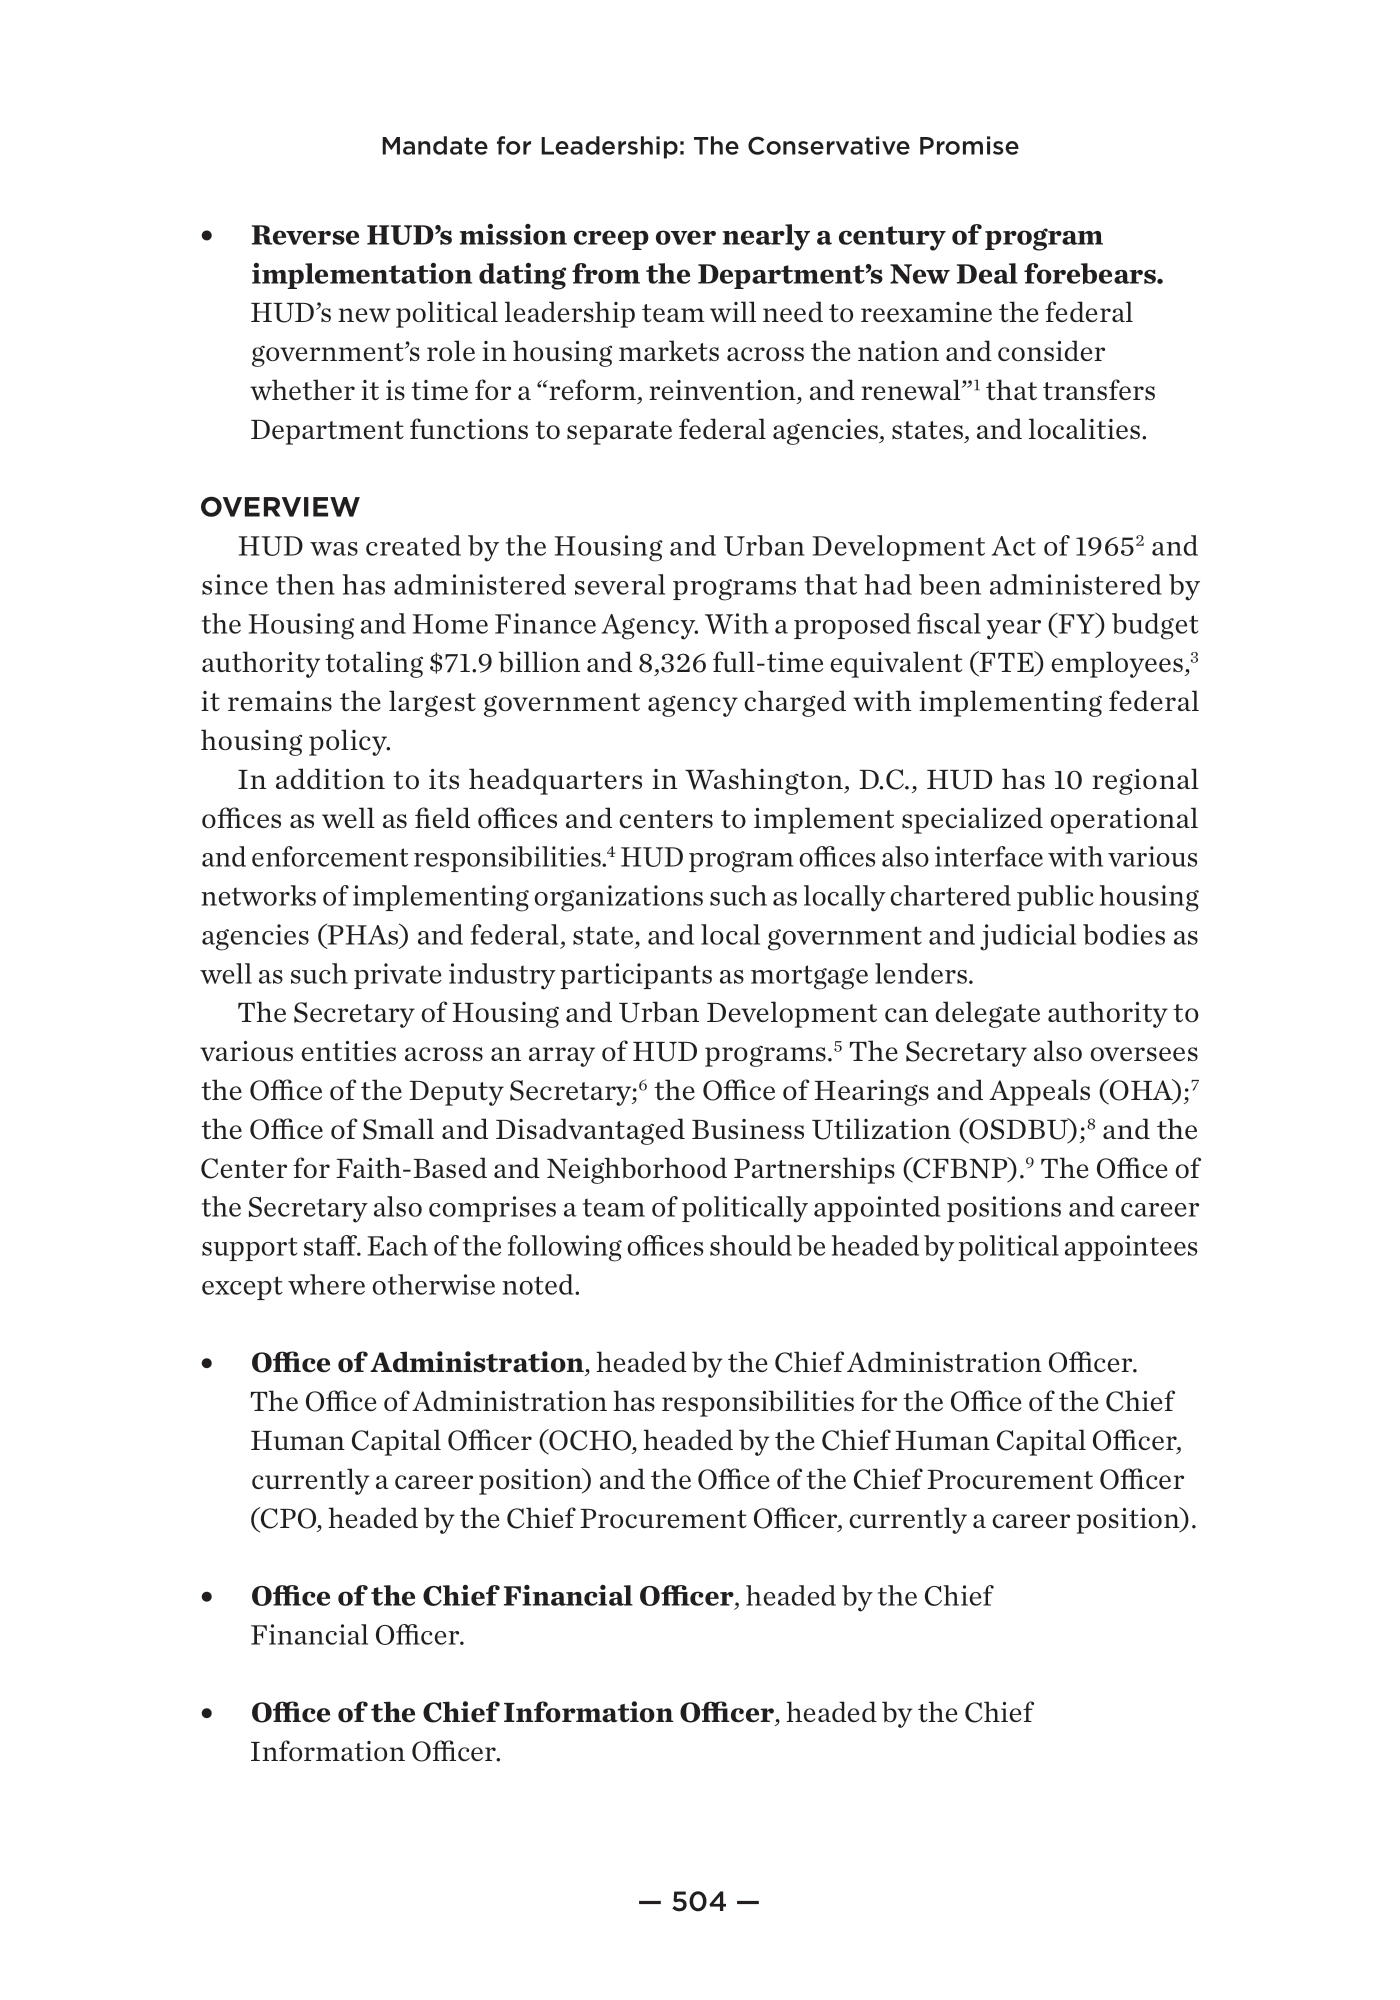 Mandate for Leadership: The Conservative Promise
• Reverse HUD’s mission creep over nearly a century of program
implementation dating from the Department’s New Deal forebears.
HUD’s new political leadership team will need to reexamine the federal
government’s role in housing markets across the nation and consider
whether it is time for a “reform, reinvention, and renewal”¹ that transfers
Department functions to separate federal agencies, states, and localities.
OVERVIEW
HUD was created by the Housing and Urban Development Act of 1965² and
since then has administered several programs that had been administered by
the Housing and Home Finance Agency. With a proposed fiscal year (FY) budget
authority totaling $71.9 billion and 8,326 full-time equivalent (FTE) employees,³
it remains the largest government agency charged with implementing federal
housing policy.
In addition to its headquarters in Washington, D.C., HUD has 10 regional
offices as well as field offices and centers to implement specialized operational
and enforcement responsibilities.⁴ HUD program offices also interface with various
networks of implementing organizations such as locally chartered public housing
agencies (PHAs) and federal, state, and local government and judicial bodies as
well as such private industry participants as mortgage lenders.
The Secretary of Housing and Urban Development can delegate authority to
various entities across an array of HUD programs.⁵ The Secretary also oversees
the Office of the Deputy Secretary;⁶ the Office of Hearings and Appeals (OHA);⁷
the Office of Small and Disadvantaged Business Utilization (OSDBU);⁸ and the
Center for Faith-Based and Neighborhood Partnerships (CFBNP).⁹ The Office of
the Secretary also comprises a team of politically appointed positions and career
support staff. Each of the following offices should be headed by political appointees
except where otherwise noted.
• Office of Administration, headed by the Chief Administration Officer.
The Office of Administration has responsibilities for the Office of the Chief
Human Capital Officer (OCHO, headed by the Chief Human Capital Officer,
currently a career position) and the Office of the Chief Procurement Officer
(CPO, headed by the Chief Procurement Officer, currently a career position).
• Office of the Chief Financial Officer, headed by the Chief
Financial Officer.
• Office of the Chief Information Officer, headed by the Chief
Information Officer.
— 504 —